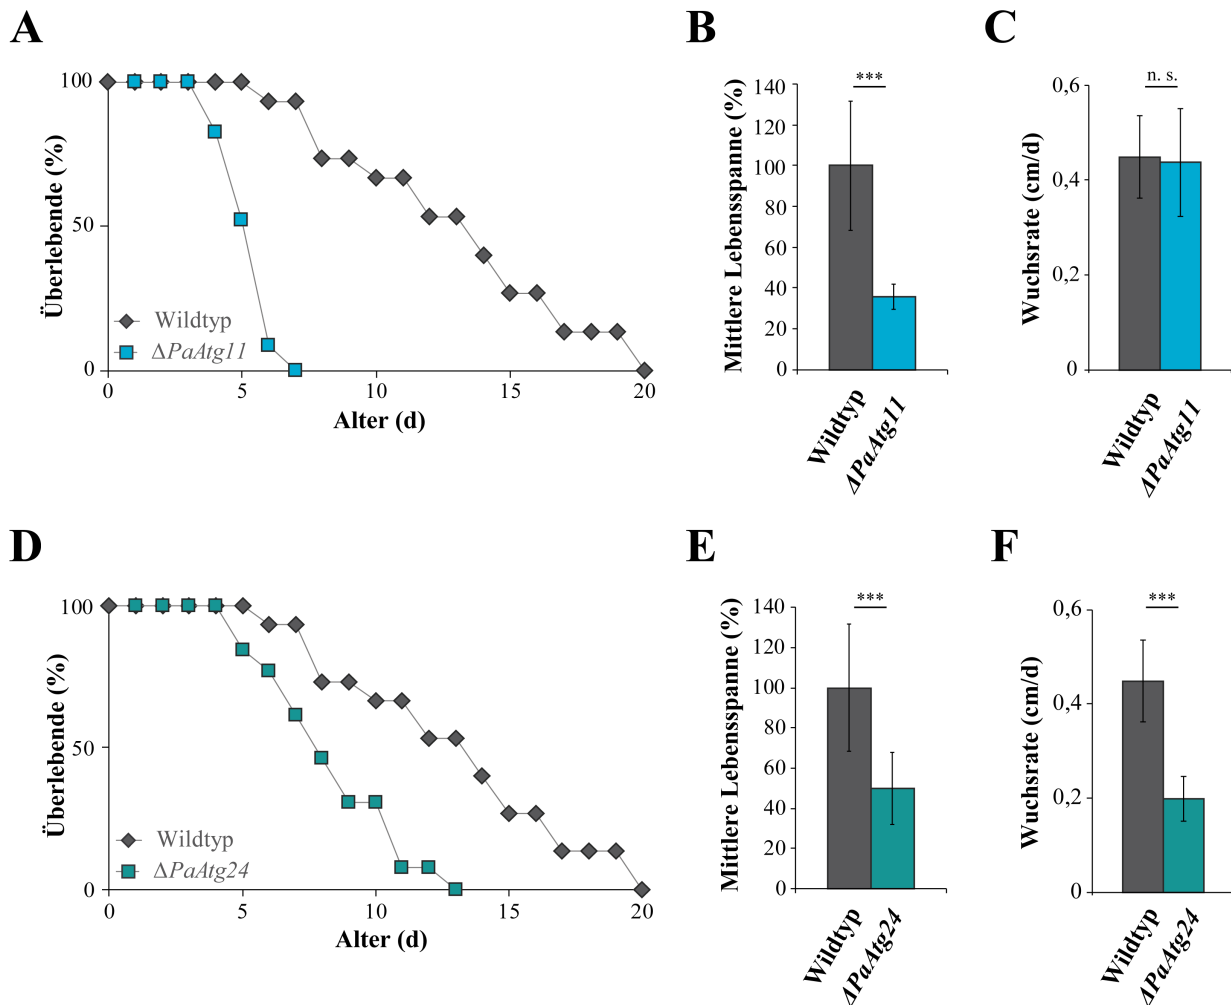 A
Überlebende (%)
100
50
0
Wildtyp
ΔPaAtg11
0 5 10 15 20
Alter (d)
B
Mittlere Lebensspanne (%)
140
120
100
80
60
40
20
0
***
Wildtyp
ΔPaAtg11
C
Wuchsrate (cm/d)
0,6
0,4
0,2
0
n. s.
Wildtyp
ΔPaAtg11
D
Überlebende (%)
100
50
0
Wildtyp
ΔPaAtg24
0 5 10 15 20
Alter (d)
E
Mittlere Lebensspanne (%)
140
120
100
80
60
40
20
0
***
Wildtyp
ΔPaAtg24
F
Wuchsrate (cm/d)
0,6
0,4
0,2
0
***
Wildtyp
ΔPaAtg24